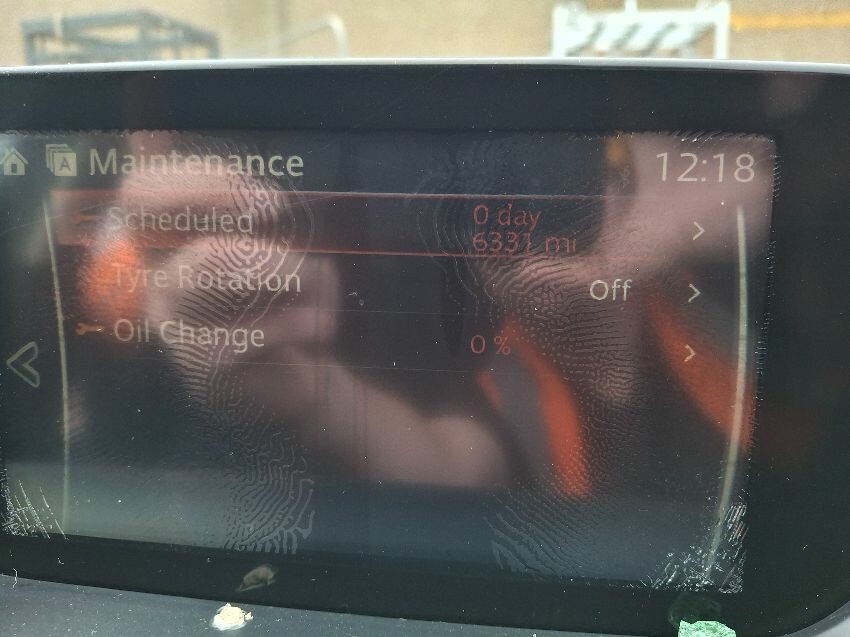 A Maintenance 12:18
Scheduled 0 day
6331 mi
Tyre Rotation Off
Oil Change 0 %